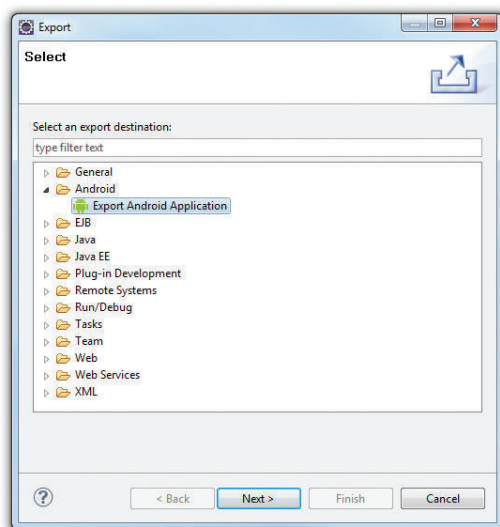 Export
Select
Select an export destination:
type filter text
General
Android
Export Android Application
EJB
Java
Java EE
Plug-in Development
Remote Systems
Run/Debug
Tasks
Team
Web
Web Services
XML
? < Back Next > Finish Cancel